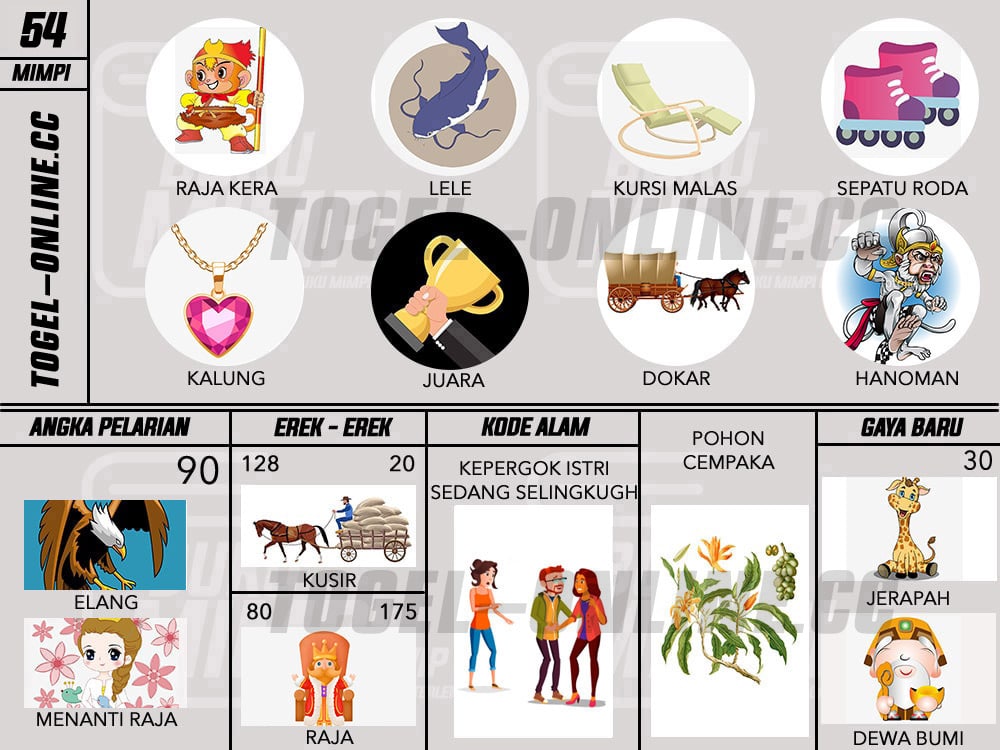 54
MIMPI
TOGEL-ONLINE.CC
RAJA KERA
LELE
KURSI MALAS
SEPATU RODA
TOGEL-ONLINE.CC
KALUNG
JUARA
DOKAR
HANOMAN
ANGKA PELARIAN
90
ELANG
MENANTI RAJA
EREK - EREK
128
20
KUSIR
80
175
RAJA
KODE ALAM
KEPERGOK ISTRI
SEDANG SELINGKUGH
POHON
CEMPAKA
GAYA BARU
30
JERAPAH
DEWA BUMI
TOGEL-ONLINE.CC